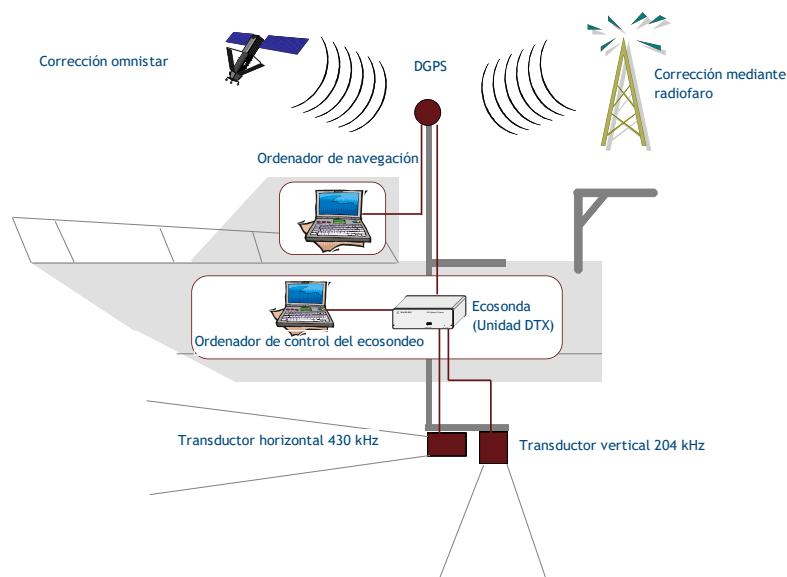 Corrección omnistar
DGPS
Corrección mediante
radiofaro
Ordenador de navegación
Ecosonda
(Unidad DTX)
Ordenador de control del ecosondeo
Transductor horizontal 430 kHz
Transductor vertical 204 kHz